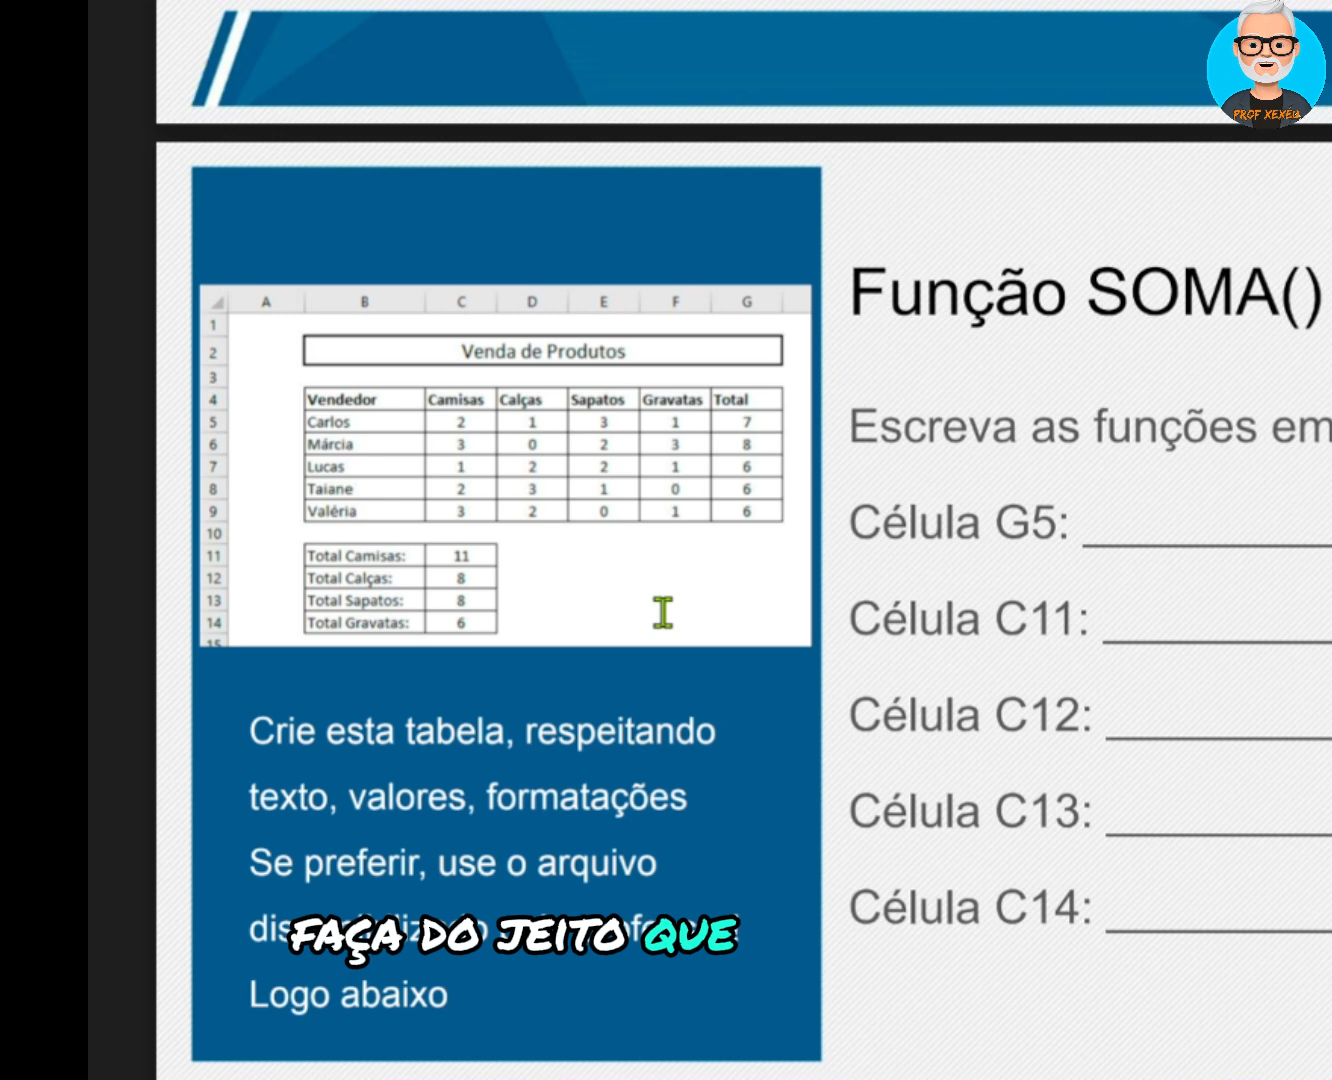 PROF XEXÉU
A B C D E F G
1
2 Venda de Produtos
3
4 Vendedor Camisas Calças Sapatos Gravatas Total
5 Carlos 2 1 3 1 7
6 Márcia 3 0 2 3 8
7 Lucas 1 2 2 1 6
8 Taiane 2 3 1 0 6
9 Valéria 3 2 0 1 6
10
11 Total Camisas: 11
12 Total Calças: 8
13 Total Sapatos: 8
14 Total Gravatas: 6
15
Crie esta tabela, respeitando
texto, valores, formatações
Se preferir, use o arquivo
FAÇA DO JEITO QUE
Logo abaixo
Função SOMA()
Escreva as funções em
Célula G5:
Célula C11:
Célula C12:
Célula C13:
Célula C14: